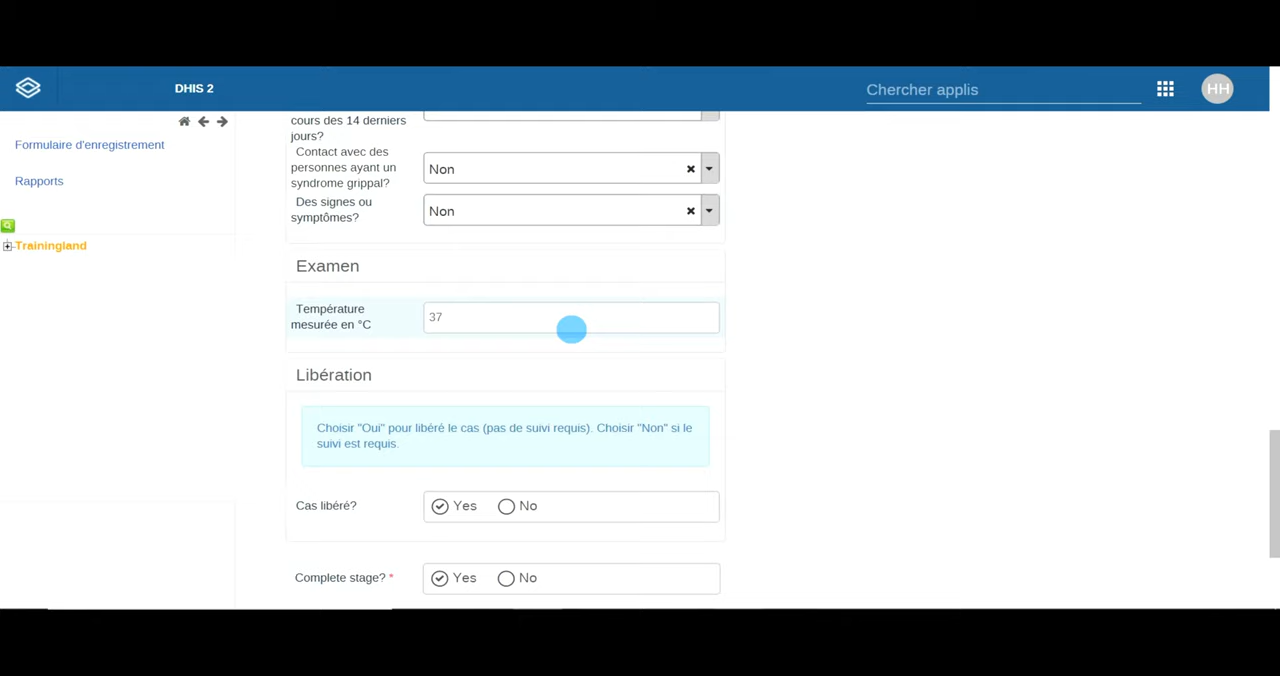 DHIS 2
Chercher applis
HH
Formulaire d'enregistrement
Rapports
Trainingland
cours des 14 derniers
jours?
Contact avec des
personnes ayant un
syndrome grippal?
Non
Des signes ou
symptômes?
Non
Examen
Température
mesurée en °C
37
Libération
Choisir "Oui" pour libéré le cas (pas de suivi requis). Choisir "Non" si le
suivi est requis.
Cas libéré?
Yes No
Complete stage? *
Yes No